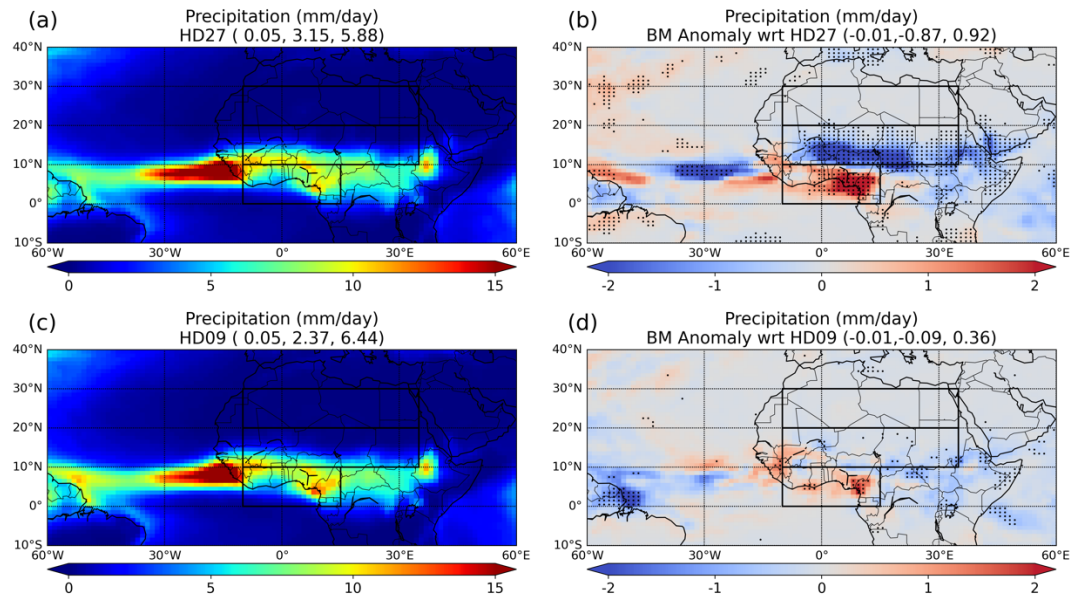 (a)
Precipitation (mm/day)
HD27 ( 0.05, 3.15, 5.88)
40°N
30°N
20°N
10°N
0°
10°S
60°W
30°W
0°
30°E
60°E
0
5
10
15
(b)
Precipitation (mm/day)
BM Anomaly wrt HD27 (-0.01,-0.87, 0.92)
40°N
30°N
20°N
10°N
0°
10°S
60°W
30°W
0°
30°E
60°E
-2
-1
0
1
2
(c)
Precipitation (mm/day)
HD09 ( 0.05, 2.37, 6.44)
40°N
30°N
20°N
10°N
0°
10°S
60°W
30°W
0°
30°E
60°E
0
5
10
15
(d)
Precipitation (mm/day)
BM Anomaly wrt HD09 (-0.01,-0.09, 0.36)
40°N
30°N
20°N
10°N
0°
10°S
60°W
30°W
0°
30°E
60°E
-2
-1
0
1
2